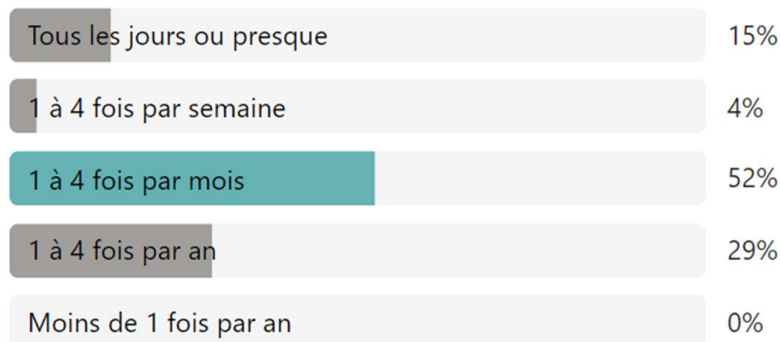 Tous les jours ou presque 15%
1 à 4 fois par semaine 4%
1 à 4 fois par mois 52%
1 à 4 fois par an 29%
Moins de 1 fois par an 0%